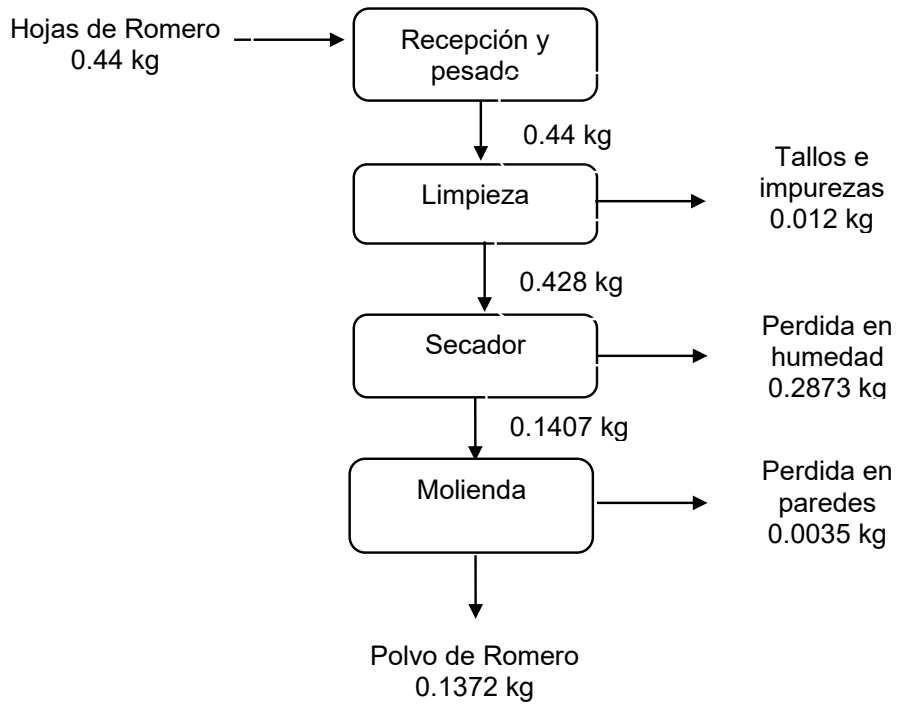 Hojas de Romero
0.44 kg
Recepción y
pesado
0.44 kg
Limpieza
Tallos e
impurezas
0.012 kg
0.428 kg
Secador
Perdida en
humedad
0.2873 kg
0.1407 kg
Molienda
Perdida en
paredes
0.0035 kg
Polvo de Romero
0.1372 kg